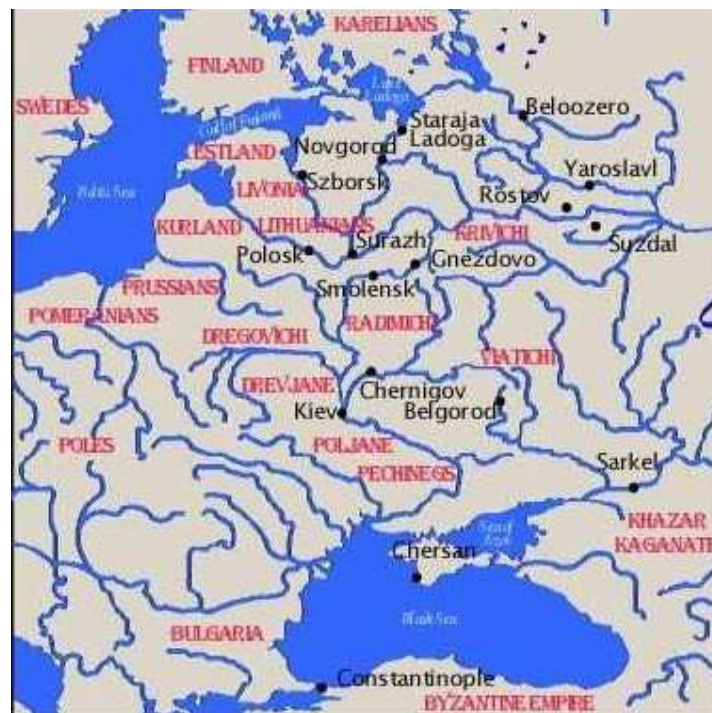 KARELIANS
FINLAND
Lake
Ladoga
SWEDES
Beloozero
Staraja-
Ladoga
Gulf of Finland
Novgorod
ESTLAND
Yaroslavl
Szborsk
LIVONIA
Baltic Sea
Rostov
KURLAND
LITHUANIANS
KRIVICHI
Polosk
Surazh
Suzdal
Gnezdovo
PRUSSIANS
Smolensk
POMERANIANS
RADIMICHI
DREGOVICHI
VIATICHI
DREVJANE
Chernigov
Kiev
Belgorod
POLES
POLJANE
PECHINEGS
Sarkel
KHAZAR
KAGANATE
Sea of
Azov
Chersan
Black Sea
BULGARIA
Constantinople
BYZANTINE EMPIRE